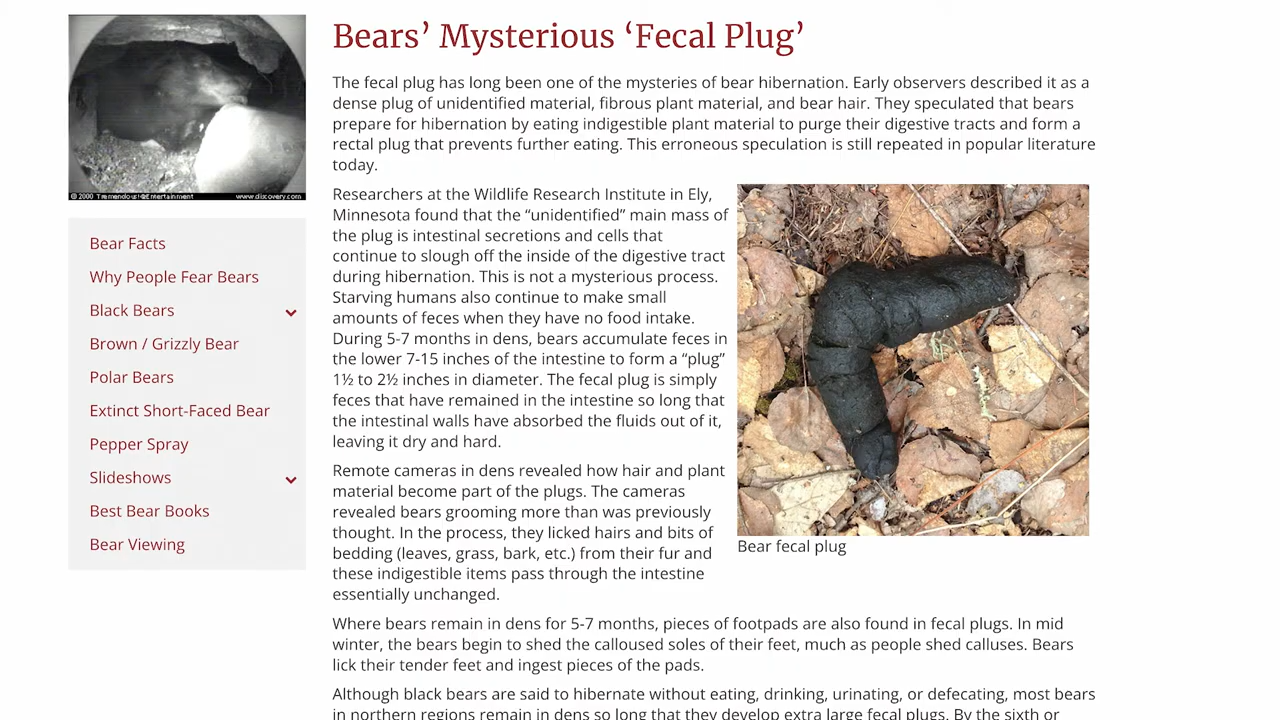 Bears’ Mysterious ‘Fecal Plug’
The fecal plug has long been one of the mysteries of bear hibernation. Early observers described it as a
dense plug of unidentified material, fibrous plant material, and bear hair. They speculated that bears
prepare for hibernation by eating indigestible plant material to purge their digestive tracts and form a
rectal plug that prevents further eating. This erroneous speculation is still repeated in popular literature
today.
© 2000 Tremendous! Entertainment www.discovery.com
Bear Facts
Why People Fear Bears
Black Bears
Brown / Grizzly Bear
Polar Bears
Extinct Short-Faced Bear
Pepper Spray
Slideshows
Best Bear Books
Bear Viewing
Researchers at the Wildlife Research Institute in Ely,
Minnesota found that the “unidentified” main mass of
the plug is intestinal secretions and cells that
continue to slough off the inside of the digestive tract
during hibernation. This is not a mysterious process.
Starving humans also continue to make small
amounts of feces when they have no food intake.
During 5-7 months in dens, bears accumulate feces in
the lower 7-15 inches of the intestine to form a “plug”
1½ to 2½ inches in diameter. The fecal plug is simply
feces that have remained in the intestine so long that
the intestinal walls have absorbed the fluids out of it,
leaving it dry and hard.
Remote cameras in dens revealed how hair and plant
material become part of the plugs. The cameras
revealed bears grooming more than was previously
thought. In the process, they licked hairs and bits of
bedding (leaves, grass, bark, etc.) from their fur and
these indigestible items pass through the intestine
essentially unchanged.
Bear fecal plug
Where bears remain in dens for 5-7 months, pieces of footpads are also found in fecal plugs. In mid
winter, the bears begin to shed the calloused soles of their feet, much as people shed calluses. Bears
lick their tender feet and ingest pieces of the pads.
Although black bears are said to hibernate without eating, drinking, urinating, or defecating, most bears
in northern regions remain in dens so long that they develop extra large fecal plugs. By the sixth or